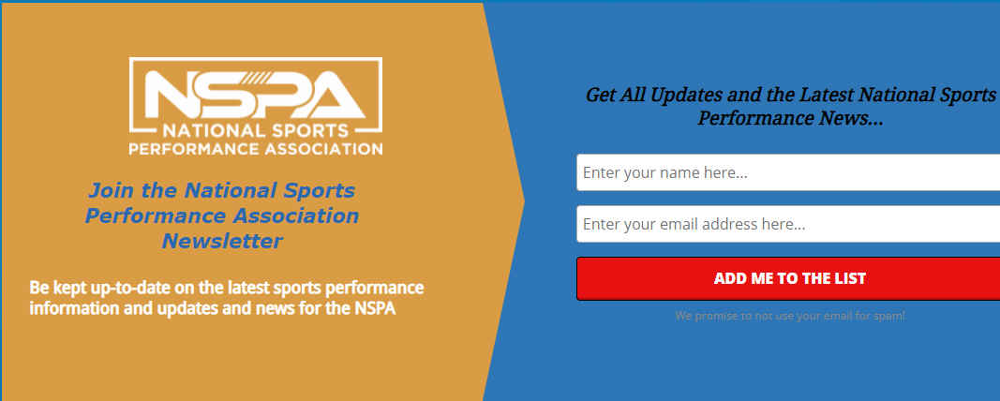 NSPA
NATIONAL SPORTS
PERFORMANCE ASSOCIATION
Join the National Sports
Performance Association
Newsletter
Be kept up-to-date on the latest sports performance
information and updates and news for the NSPA
Get All Updates and the Latest National Sports
Performance News...
Enter your name here...
Enter your email address here...
ADD ME TO THE LIST
We promise to not use your email for spam!